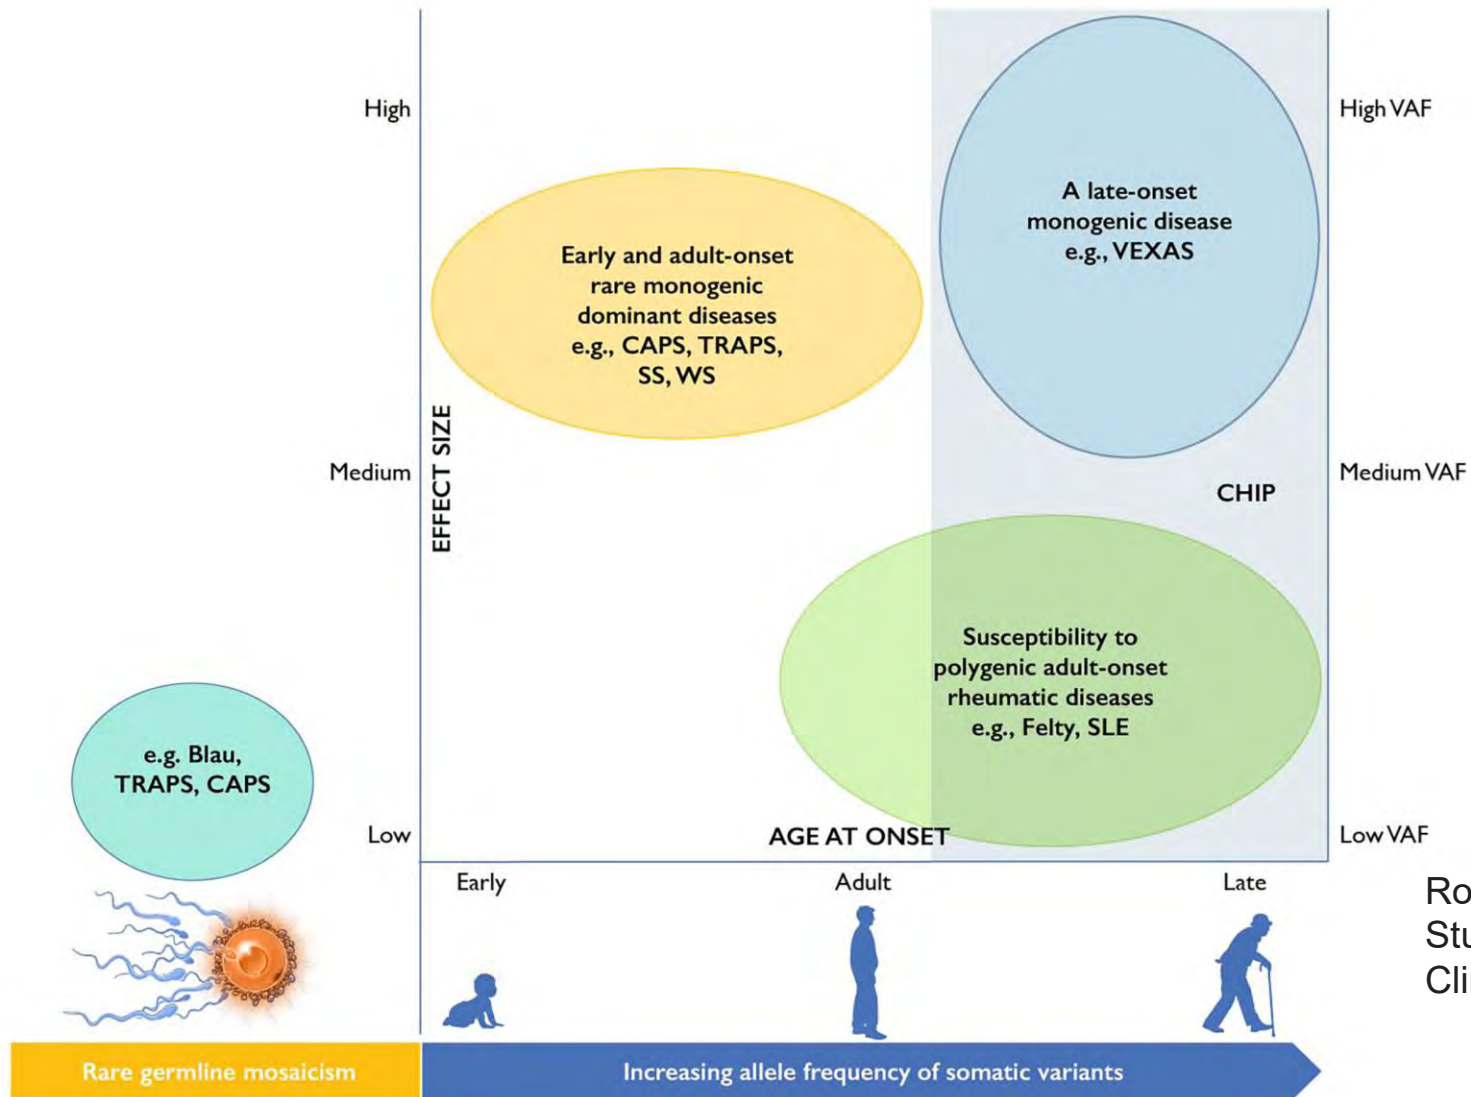 High
High VAF
A late-onset
monogenic disease
e.g., VEXAS
Early and adult-onset
rare monogenic
dominant diseases
e.g., CAPS, TRAPS,
SS, WS
EFFECT SIZE
Medium
Medium VAF
CHIP
Susceptibility to
polygenic adult-onset
rheumatic diseases
e.g., Felty, SLE
e.g. Blau,
TRAPS, CAPS
Low
AGE AT ONSET
Low VAF
Early
Adult
Late
Rare germline mosaicism
Increasing allele frequency of somatic variants